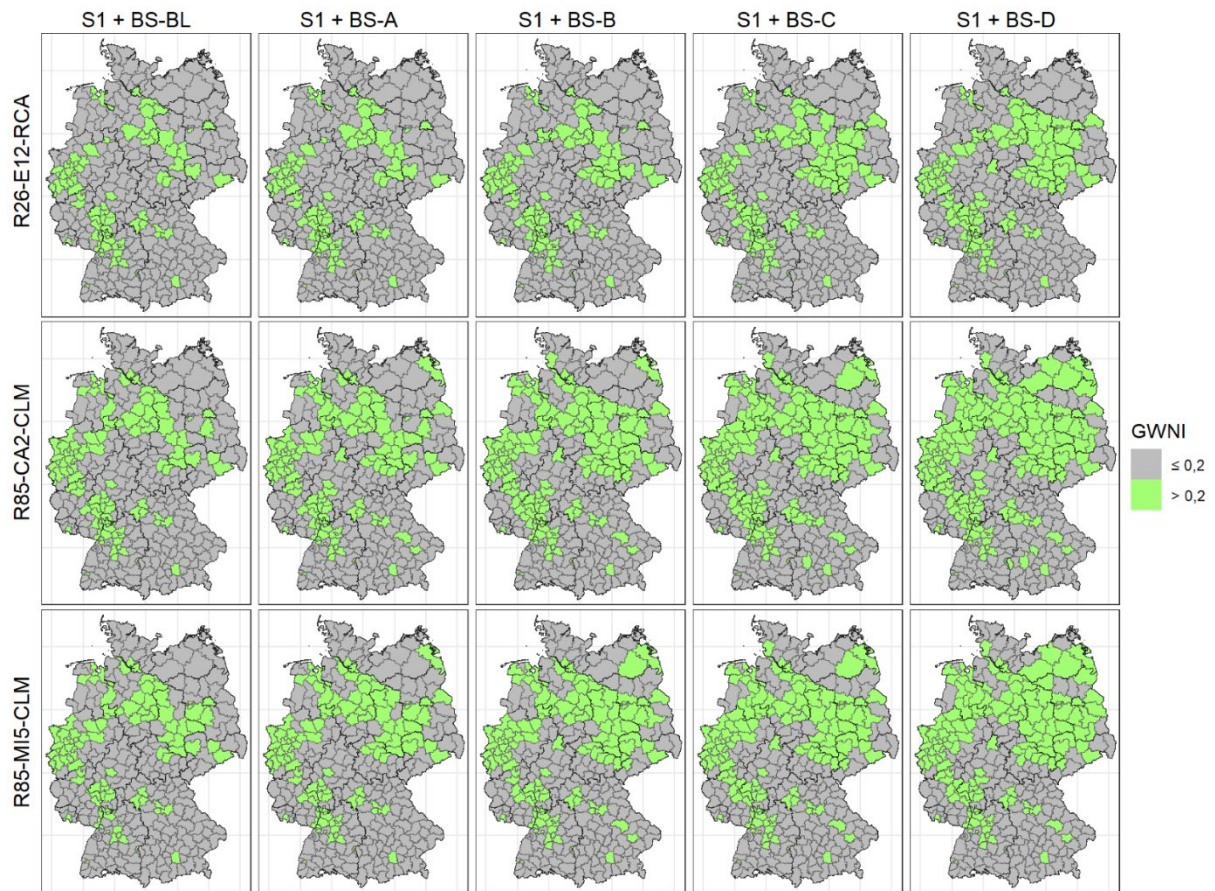 S1 + BS-BL
S1 + BS-A
S1 + BS-B
S1 + BS-C
S1 + BS-D
R26-E12-RCA
R85-CA2-CLM
R85-MI5-CLM
GWNI
≤ 0,2
> 0,2